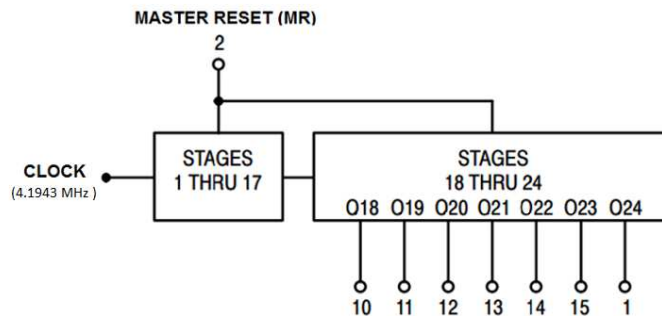 MASTER RESET (MR)
2
STAGES
1 THRU 17
STAGES
18 THRU 24
CLOCK
(4.1943 MHz )
O18 O19 O20 O21 O22 O23 O24
10 11 12 13 14 15 1